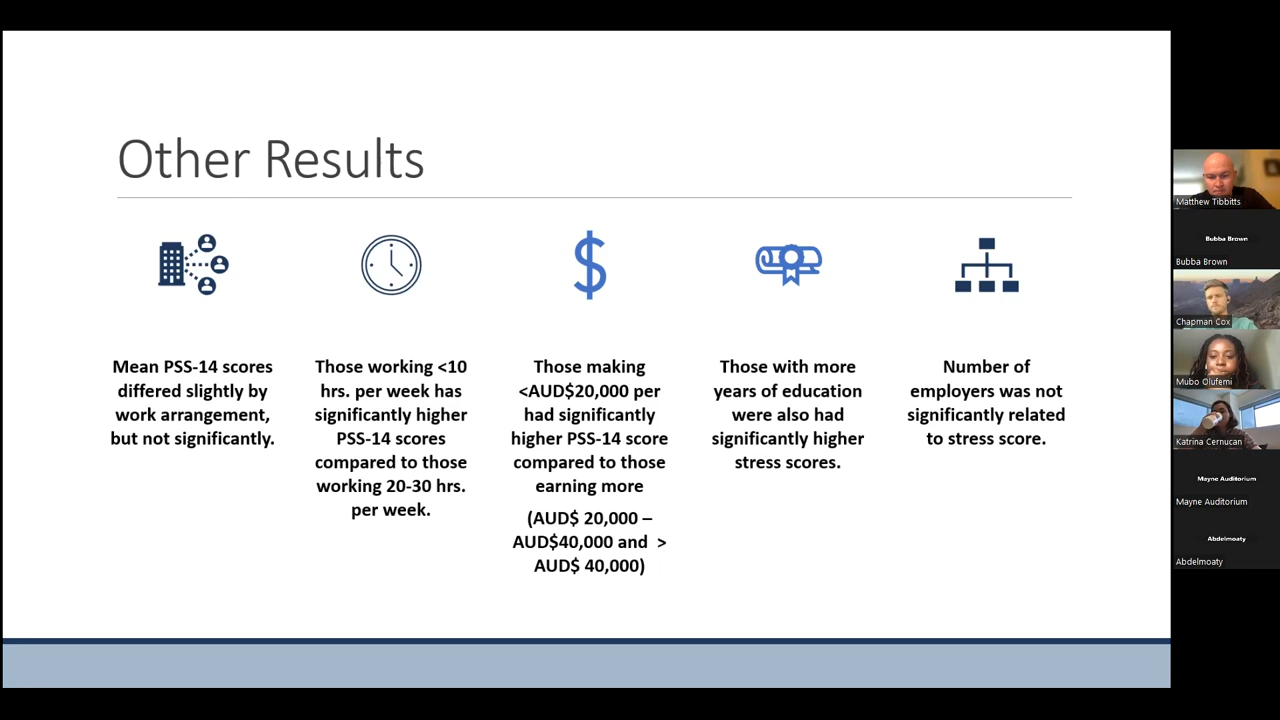 Other Results
Mean PSS-14 scores
differed slightly by
work arrangement,
but not significantly.
Those working <10
hrs. per week has
significantly higher
PSS-14 scores
compared to those
working 20-30 hrs.
per week.
Those making
<AUD$20,000 per
had significantly
higher PSS-14 score
compared to those
earning more
(AUD$ 20,000 –
AUD$40,000 and  >
AUD$ 40,000)
Those with more
years of education
were also had
significantly higher
stress scores.
Number of
employers was not
significantly related
to stress score.
Matthew Tibbitts
Bubba Brown
Bubba Brown
Chapman Cox
Mubo Olufemi
Katrina Cernucan
Mayne Auditorium
Mayne Auditorium
Abdelmoaty
Abdelmoaty